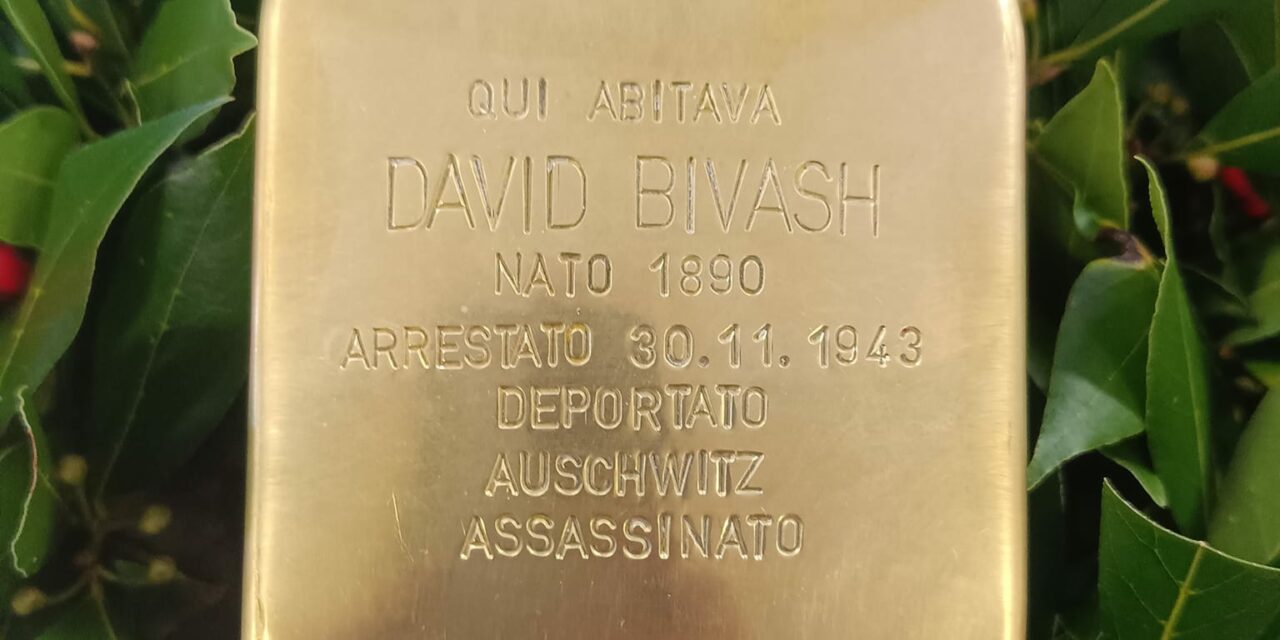 QUI ABITAVA
DAVID BIVASH
NATO 1890
ARRESTATO 30.11.1943
DEPORTATO
AUSCHWITZ
ASSASSINATO